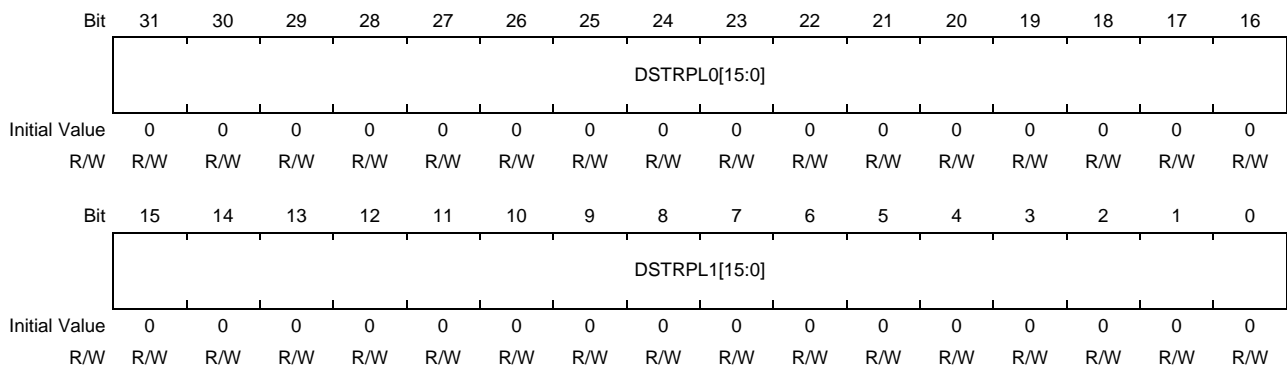 Bit 31 30 29 28 27 26 25 24 23 22 21 20 19 18 17 16
DSTRPL0[15:0]
Initial Value 0 0 0 0 0 0 0 0 0 0 0 0 0 0 0 0
R/W R/W R/W R/W R/W R/W R/W R/W R/W R/W R/W R/W R/W R/W R/W R/W R/W
Bit 15 14 13 12 11 10 9 8 7 6 5 4 3 2 1 0
DSTRPL1[15:0]
Initial Value 0 0 0 0 0 0 0 0 0 0 0 0 0 0 0 0
R/W R/W R/W R/W R/W R/W R/W R/W R/W R/W R/W R/W R/W R/W R/W R/W R/W